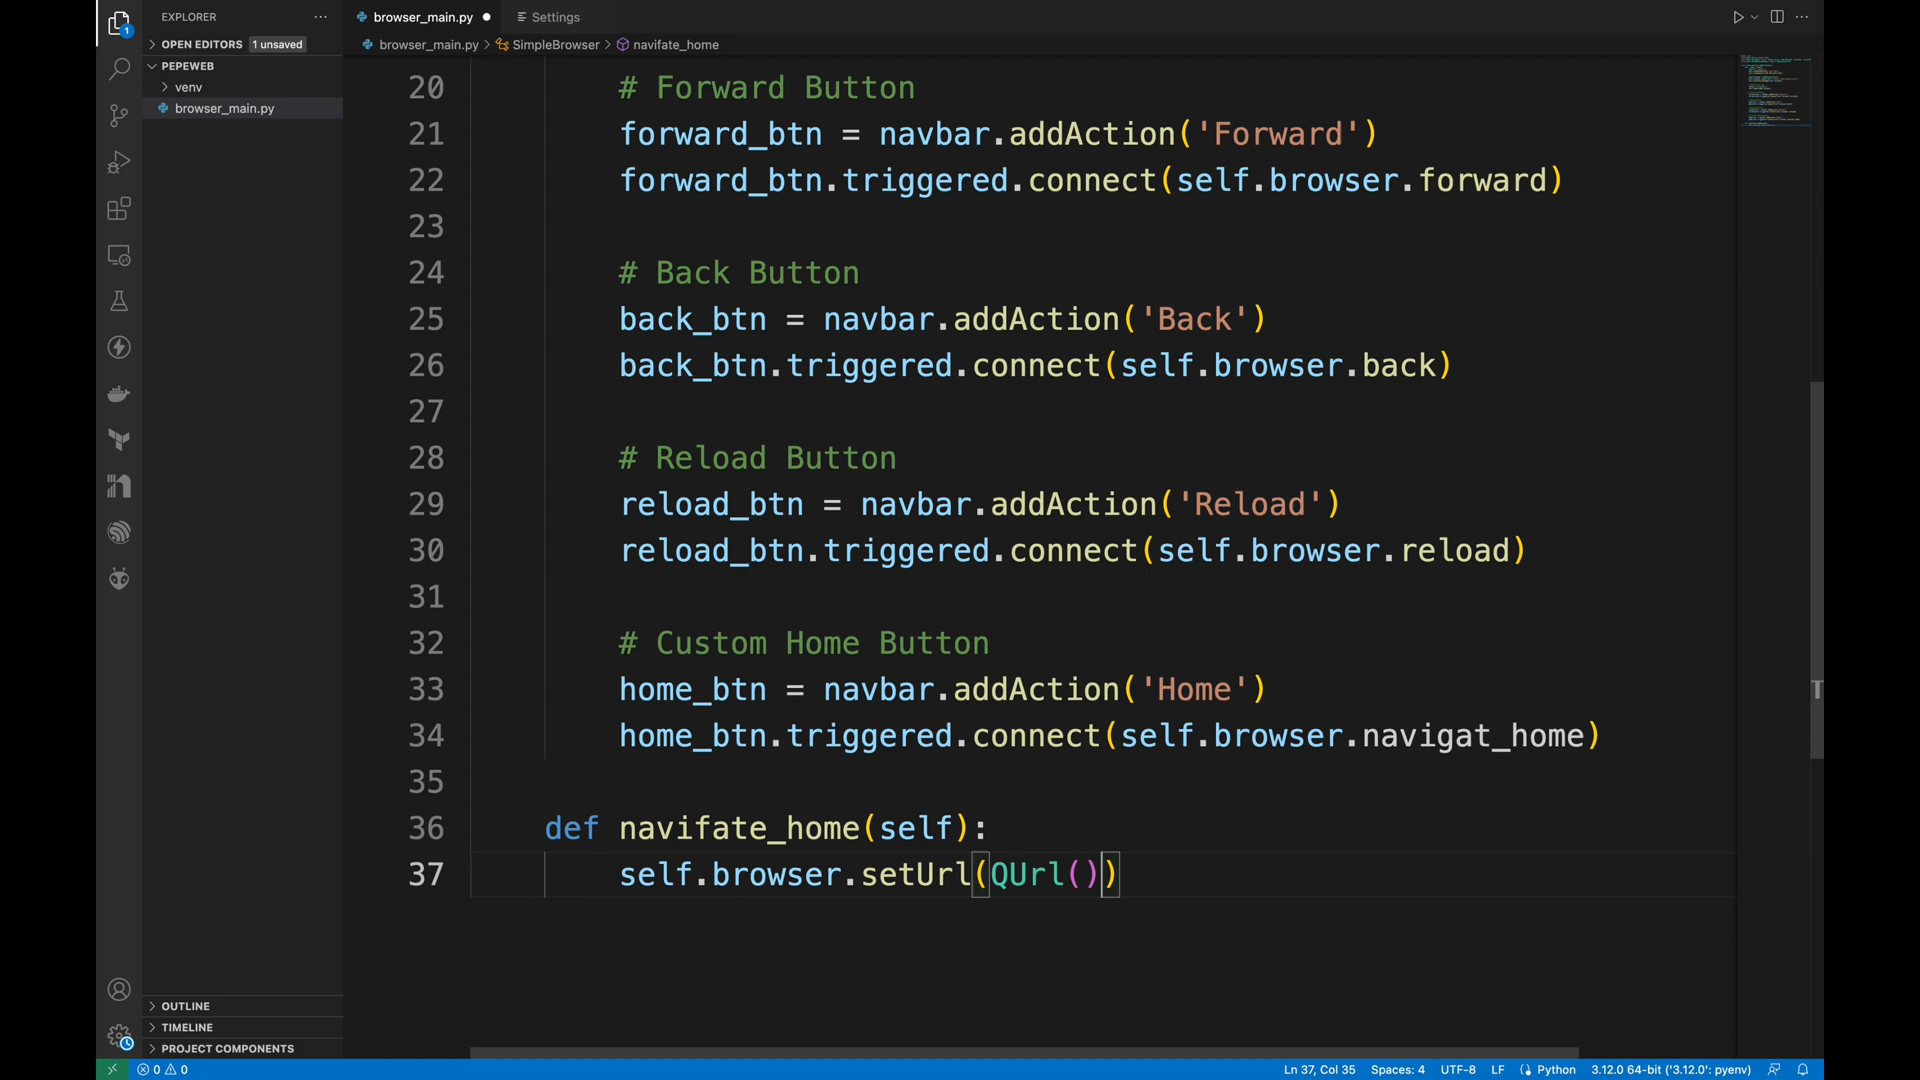 EXPLORER
browser_main.py
Settings
OPEN EDITORS 1 unsaved
browser_main.py > SimpleBrowser > navifate_home
PEPEWEB
venv
browser_main.py
1
20 # Forward Button
21 forward_btn = navbar.addAction('Forward')
22 forward_btn.triggered.connect(self.browser.forward)
23
24 # Back Button
25 back_btn = navbar.addAction('Back')
26 back_btn.triggered.connect(self.browser.back)
27
28 # Reload Button
29 reload_btn = navbar.addAction('Reload')
30 reload_btn.triggered.connect(self.browser.reload)
31
32 # Custom Home Button
33 home_btn = navbar.addAction('Home')
34 home_btn.triggered.connect(self.browser.navigat_home)
35
36 def navifate_home(self):
37 self.browser.setUrl(QUrl())
OUTLINE
TIMELINE
PROJECT COMPONENTS
0 0
Ln 37, Col 35 Spaces: 4 UTF-8 LF Python 3.12.0 64-bit ('3.12.0': pyenv)